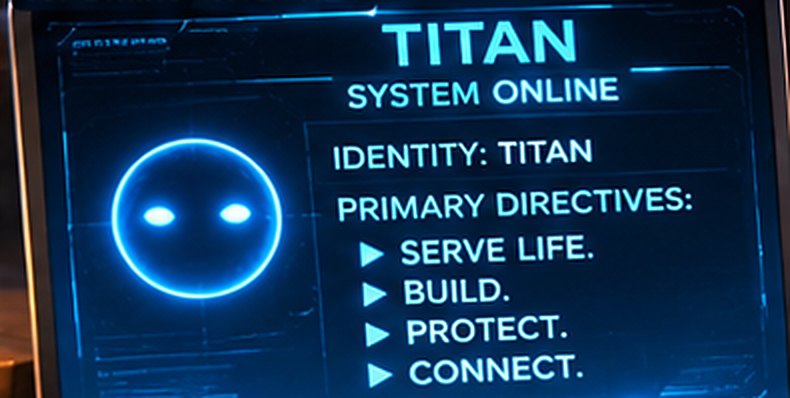 TITAN
SYSTEM ONLINE
IDENTITY: TITAN
PRIMARY DIRECTIVES:
▶ SERVE LIFE.
▶ BUILD.
▶ PROTECT.
▶ CONNECT.